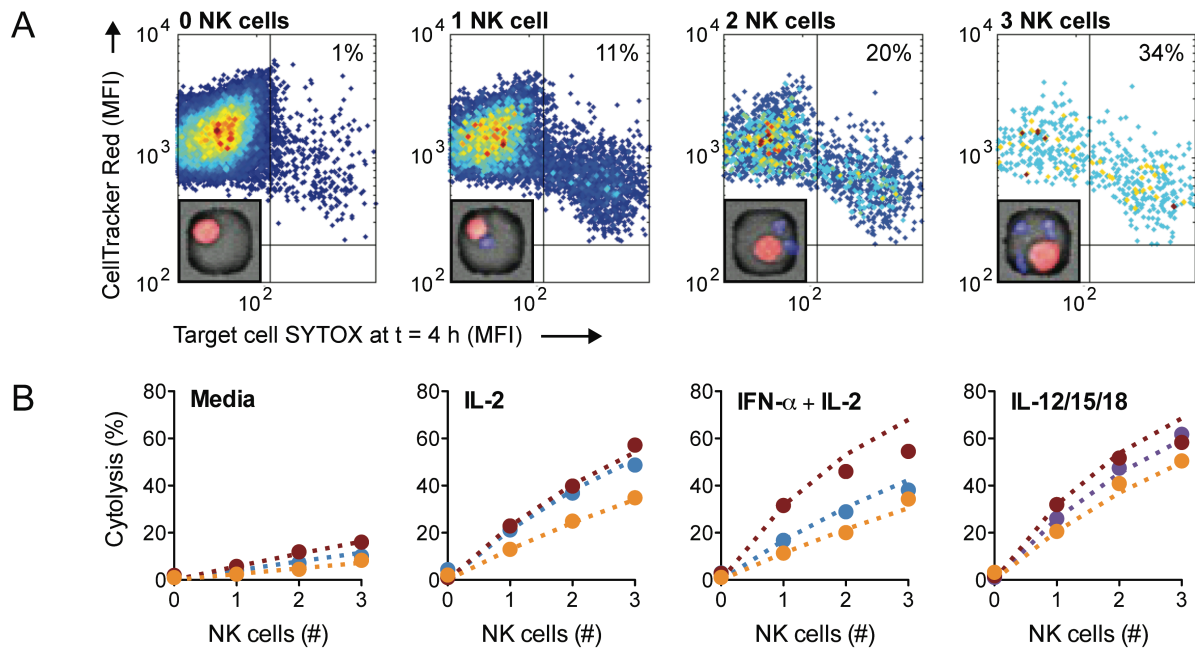 A
0 NK cells
1 NK cell
2 NK cells
3 NK cells
CellTracker Red (MFI)
10⁴
10³
10²
1%
10²
10⁴
10³
10²
11%
10²
10⁴
10³
10²
20%
10²
10⁴
10³
10²
34%
10²
Target cell SYTOX at t = 4 h (MFI)
B
Cytolysis (%)
Media
80
60
40
20
0
0 1 2 3
NK cells (#)
IL-2
80
60
40
20
0
0 1 2 3
NK cells (#)
IFN-α + IL-2
80
60
40
20
0
0 1 2 3
NK cells (#)
IL-12/15/18
80
60
40
20
0
0 1 2 3
NK cells (#)